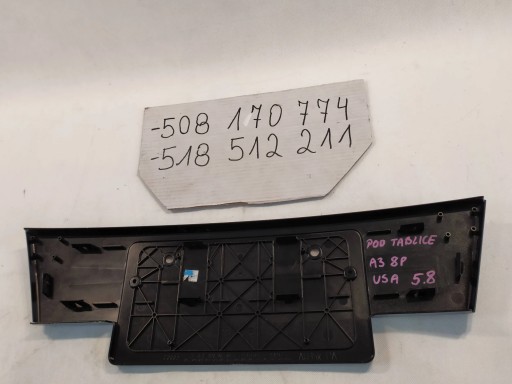 -508 170 774
-518 512 211
POD TABLICE
A3 8P
USA 5.8